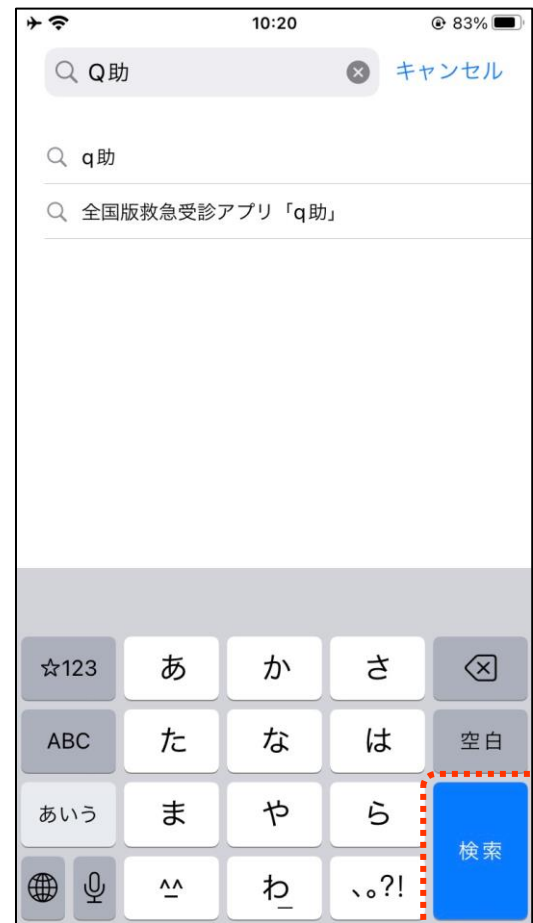 10:20
83%
Q助
キャンセル
q助
全国版救急受診アプリ「q助」
☆123
あ
か
さ
ABC
た
な
は
空白
あいう
ま
や
ら
検索
^^
わ
、。?!